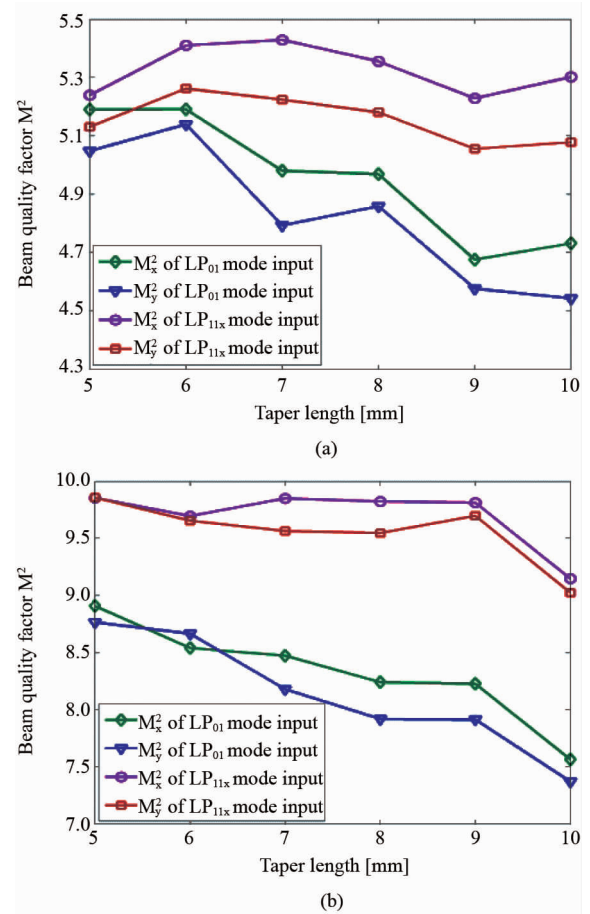 5.5
5.3
5.1
4.9
4.7
4.5
4.3
Beam quality factor M²
M²x of LP01 mode input
M²y of LP01 mode input
M²x of LP11x mode input
M²y of LP11x mode input
5 6 7 8 9 10
Taper length [mm]
(a)
10.0
9.5
9.0
8.5
8.0
7.5
7.0
Beam quality factor M²
M²x of LP01 mode input
M²y of LP01 mode input
M²x of LP11x mode input
M²y of LP11x mode input
5 6 7 8 9 10
Taper length [mm]
(b)